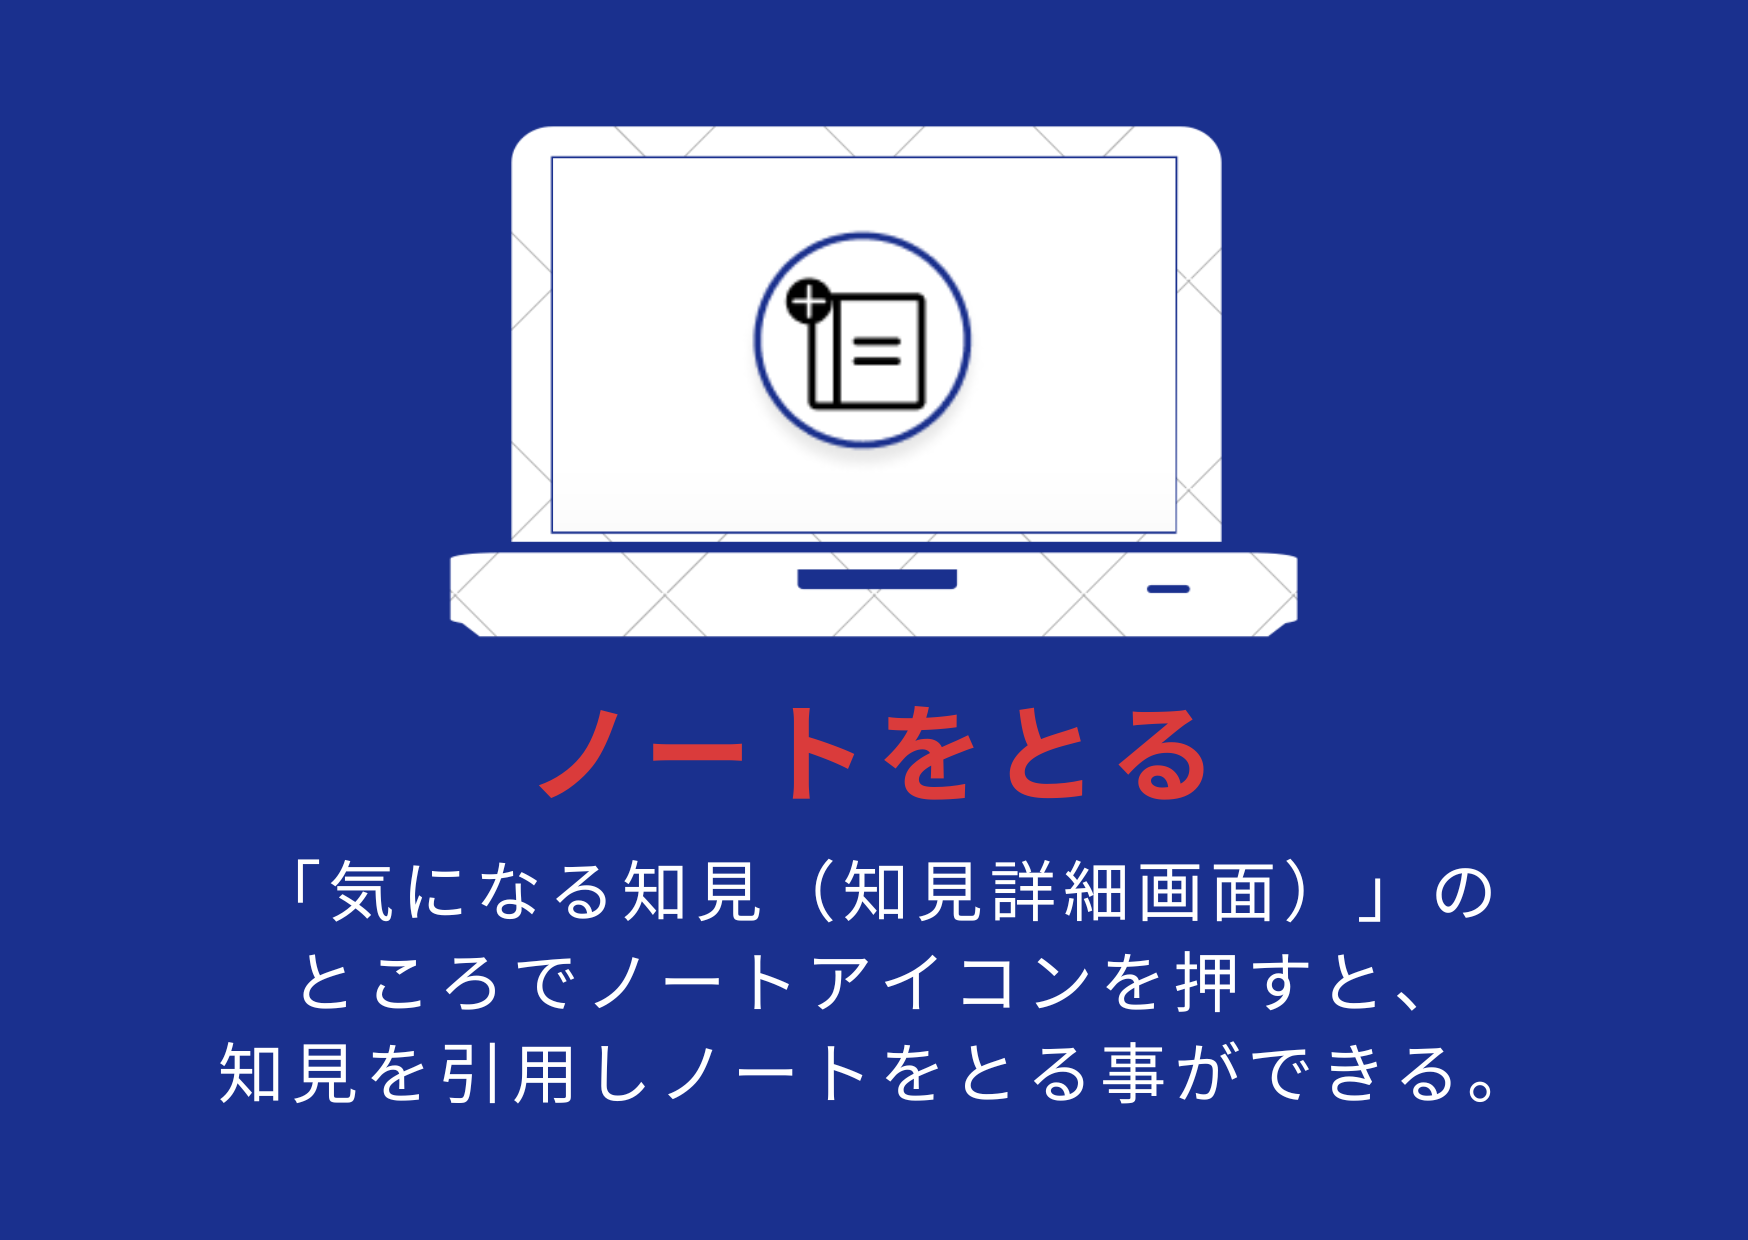 ノートをとる
「気になる知見（知見詳細画面）」の
ところでノートアイコンを押すと、
知見を引用しノートをとる事ができる。